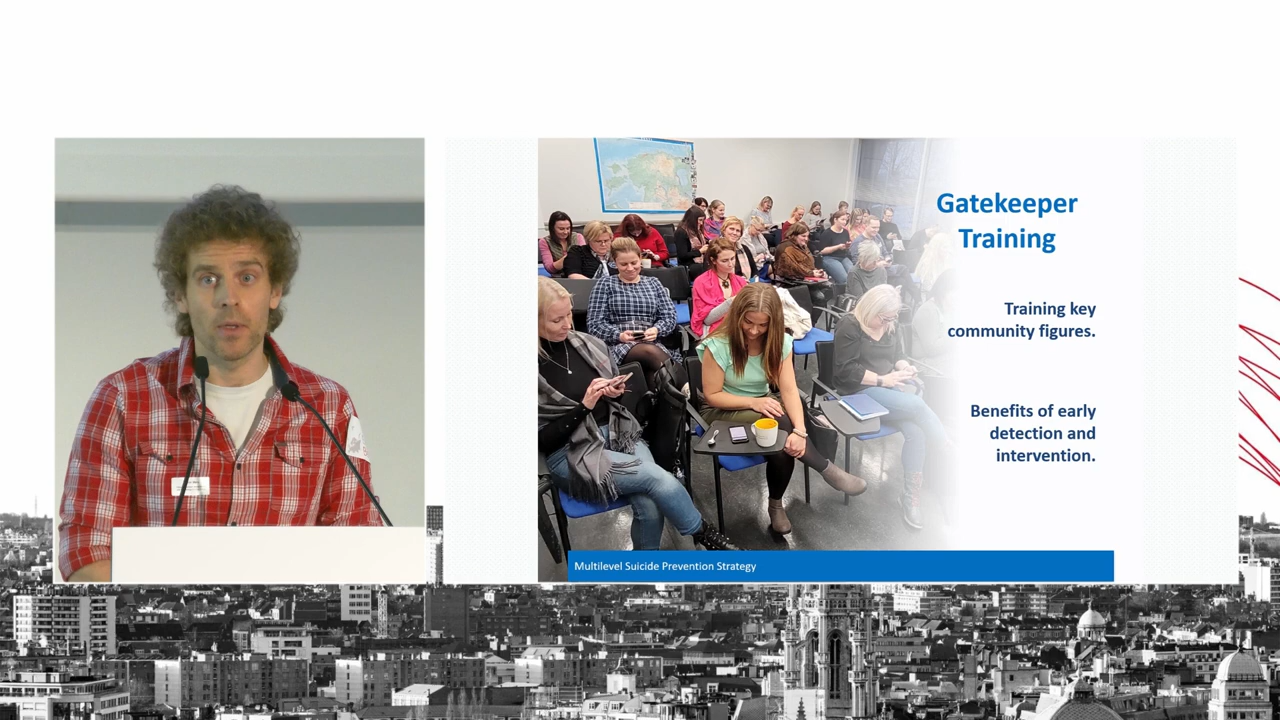 Gatekeeper
Training
Training key
community figures.
Benefits of early
detection and
intervention.
Multilevel Suicide Prevention Strategy